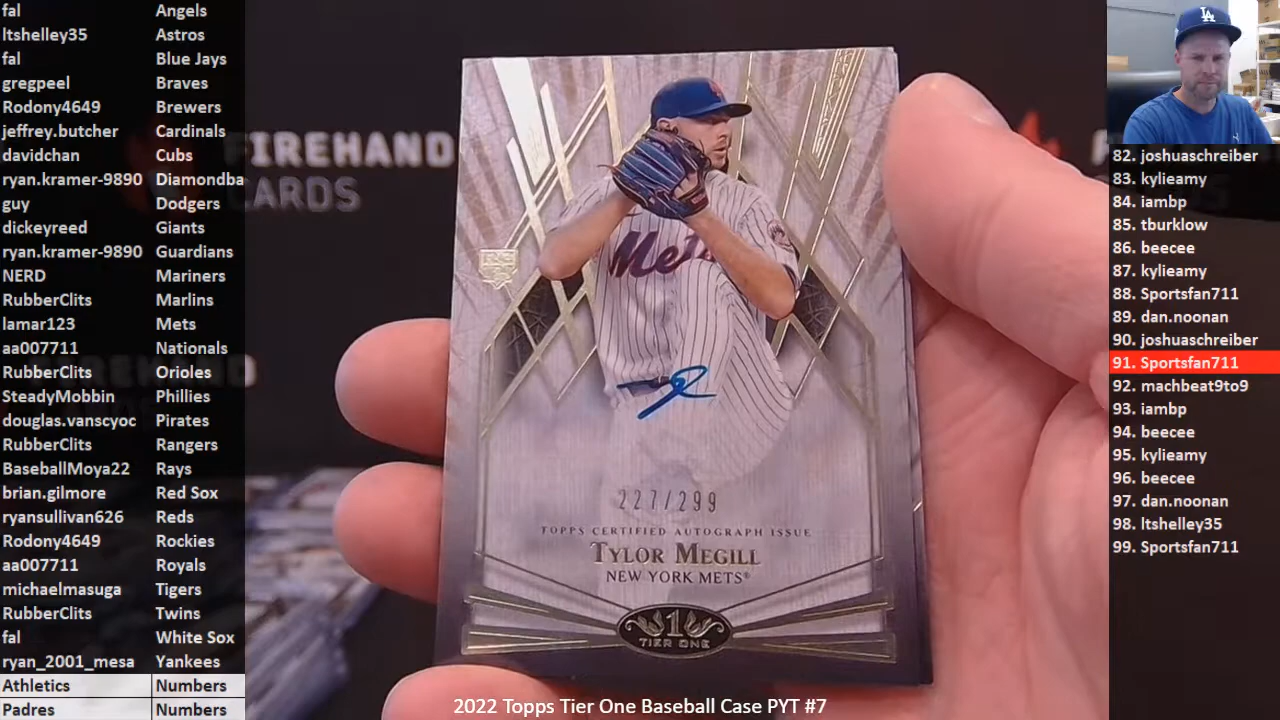 fal Angels
ltshelley35 Astros
fal Blue Jays
gregpeel Braves
Rodony4649 Brewers
jeffrey.butcher Cardinals
davidchan Cubs
ryan.kramer-9890 Diamondba
guy Dodgers
dickeyreed Giants
ryan.kramer-9890 Guardians
NERD Mariners
RubberClits Marlins
lamar123 Mets
aa007711 Nationals
RubberClits Orioles
SteadyMobbin Phillies
douglas.vanscyoc Pirates
RubberClits Rangers
BaseballMoya22 Rays
brian.gilmore Red Sox
ryansullivan626 Reds
Rodony4649 Rockies
aa007711 Royals
michaelmasuga Tigers
RubberClits Twins
fal White Sox
ryan_2001_mesa Yankees
Athletics Numbers
Padres Numbers
FIREHAND
CARDS
Mets
227/299
TOPPS CERTIFIED AUTOGRAPH ISSUE
TYLOR MEGILL
NEW YORK METS®
1
TIER ONE
2022 Topps Tier One Baseball Case PYT #7
LA
82. joshuaschreiber
83. kylieamy
84. iambp
85. tburklow
86. beecee
87. kylieamy
88. Sportsfan711
89. dan.noonan
90. joshuaschreiber
91. Sportsfan711
92. machbeat9to9
93. iambp
94. beecee
95. kylieamy
96. beecee
97. dan.noonan
98. ltshelley35
99. Sportsfan711